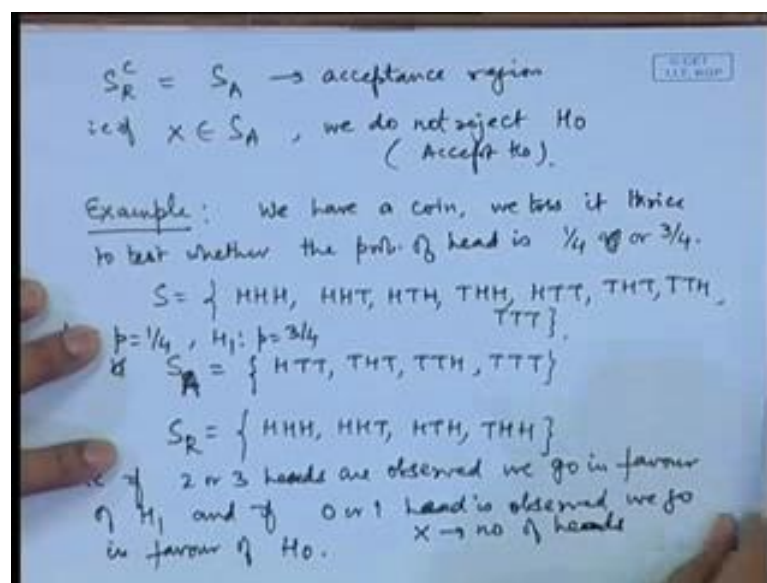 S_R^C = S_A → acceptance region
i.e. if x ∈ S_A , we do not reject Ho
( Accept Ho ).
Example : We have a coin, we toss it thrice
to test whether the prob. of head is 1/4 or 3/4.
S = { HHH, HHT, HTH, THH, HTT, THT, TTH,
TTT }.
p = 1/4 , H1 : p = 3/4
S_A = { HTT, THT, TTH , TTT }
S_R = { HHH, HHT, HTH, THH }
if 2 or 3 heads are observed we go in favour
of H1 and if 0 or 1 head is observed we go
in favour of Ho. X → no of heads